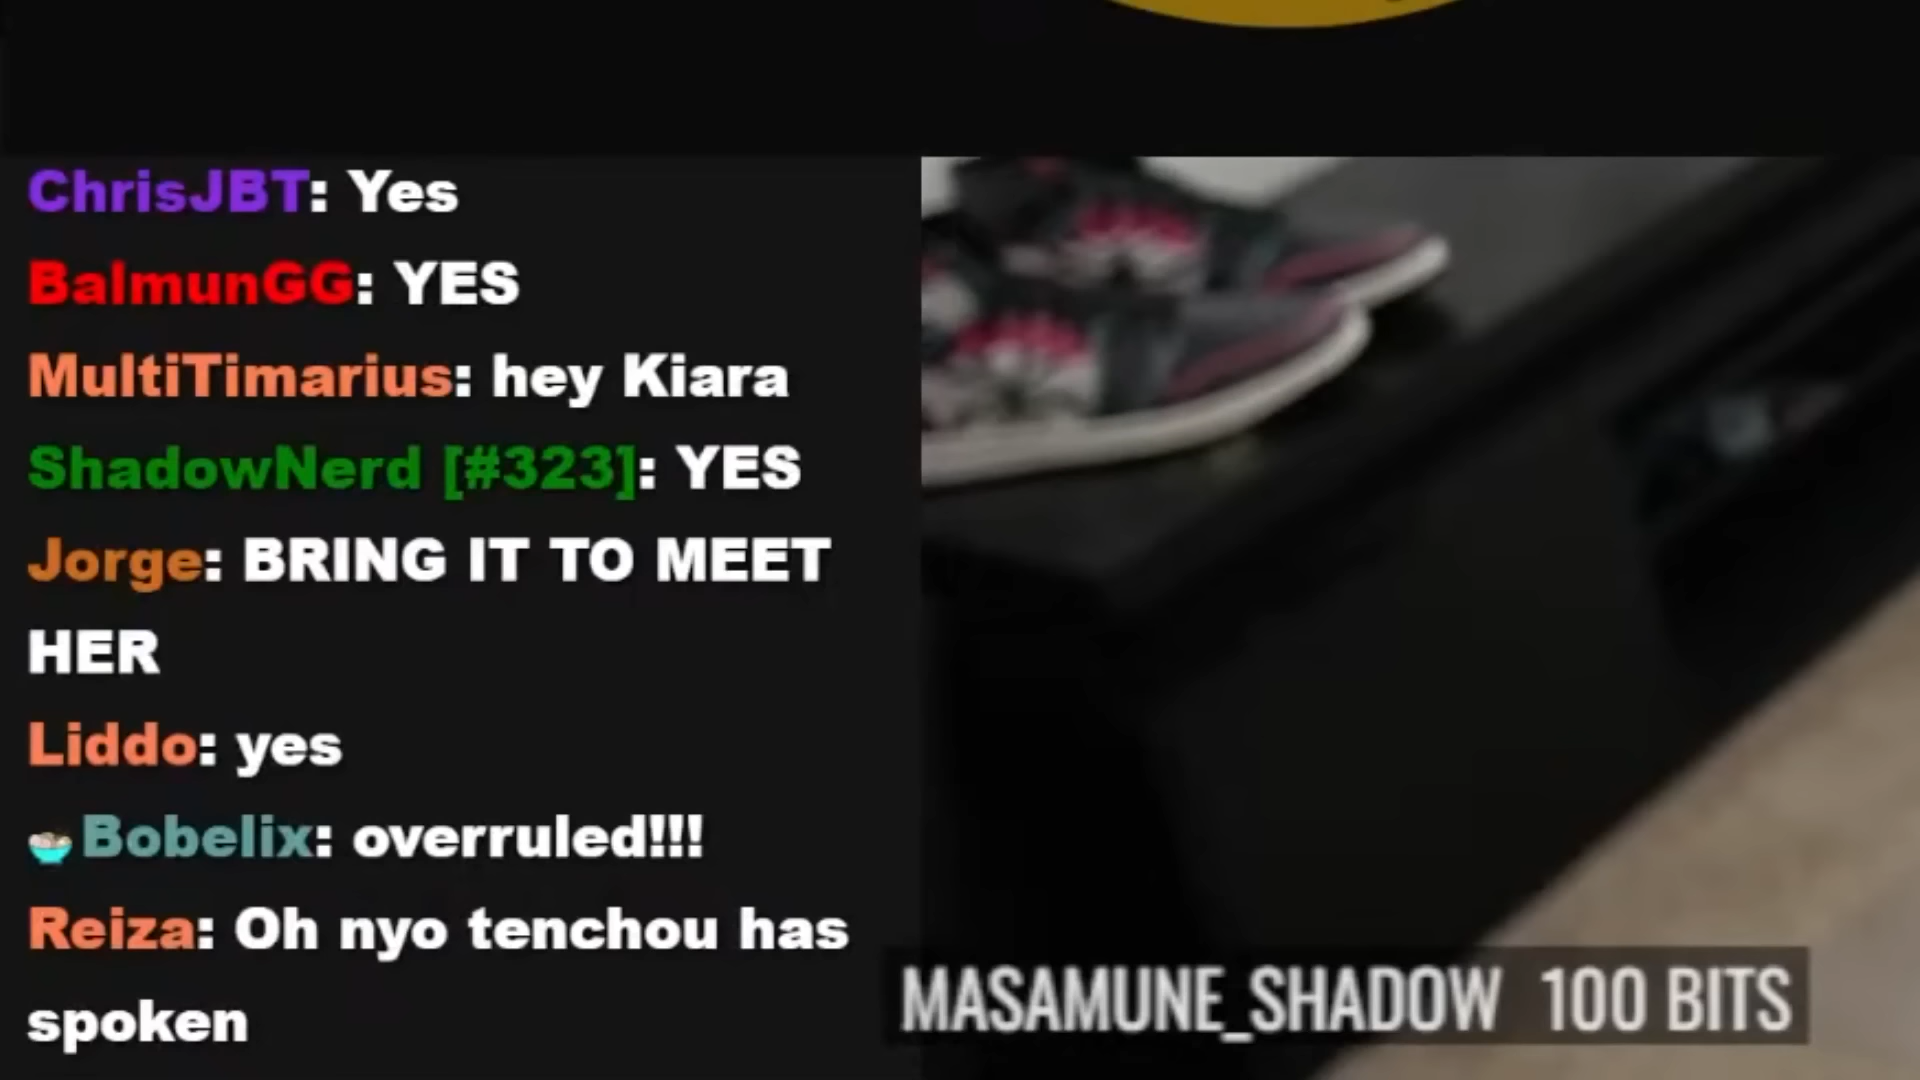 ChrisJBT: Yes
BalmunGG: YES
MultiTimarius: hey Kiara
ShadowNerd [#323]: YES
Jorge: BRING IT TO MEET
HER
Liddo: yes
Bobelix: overruled!!!
Reiza: Oh nyo tenchou has
spoken
MASAMUNE_SHADOW 100 BITS